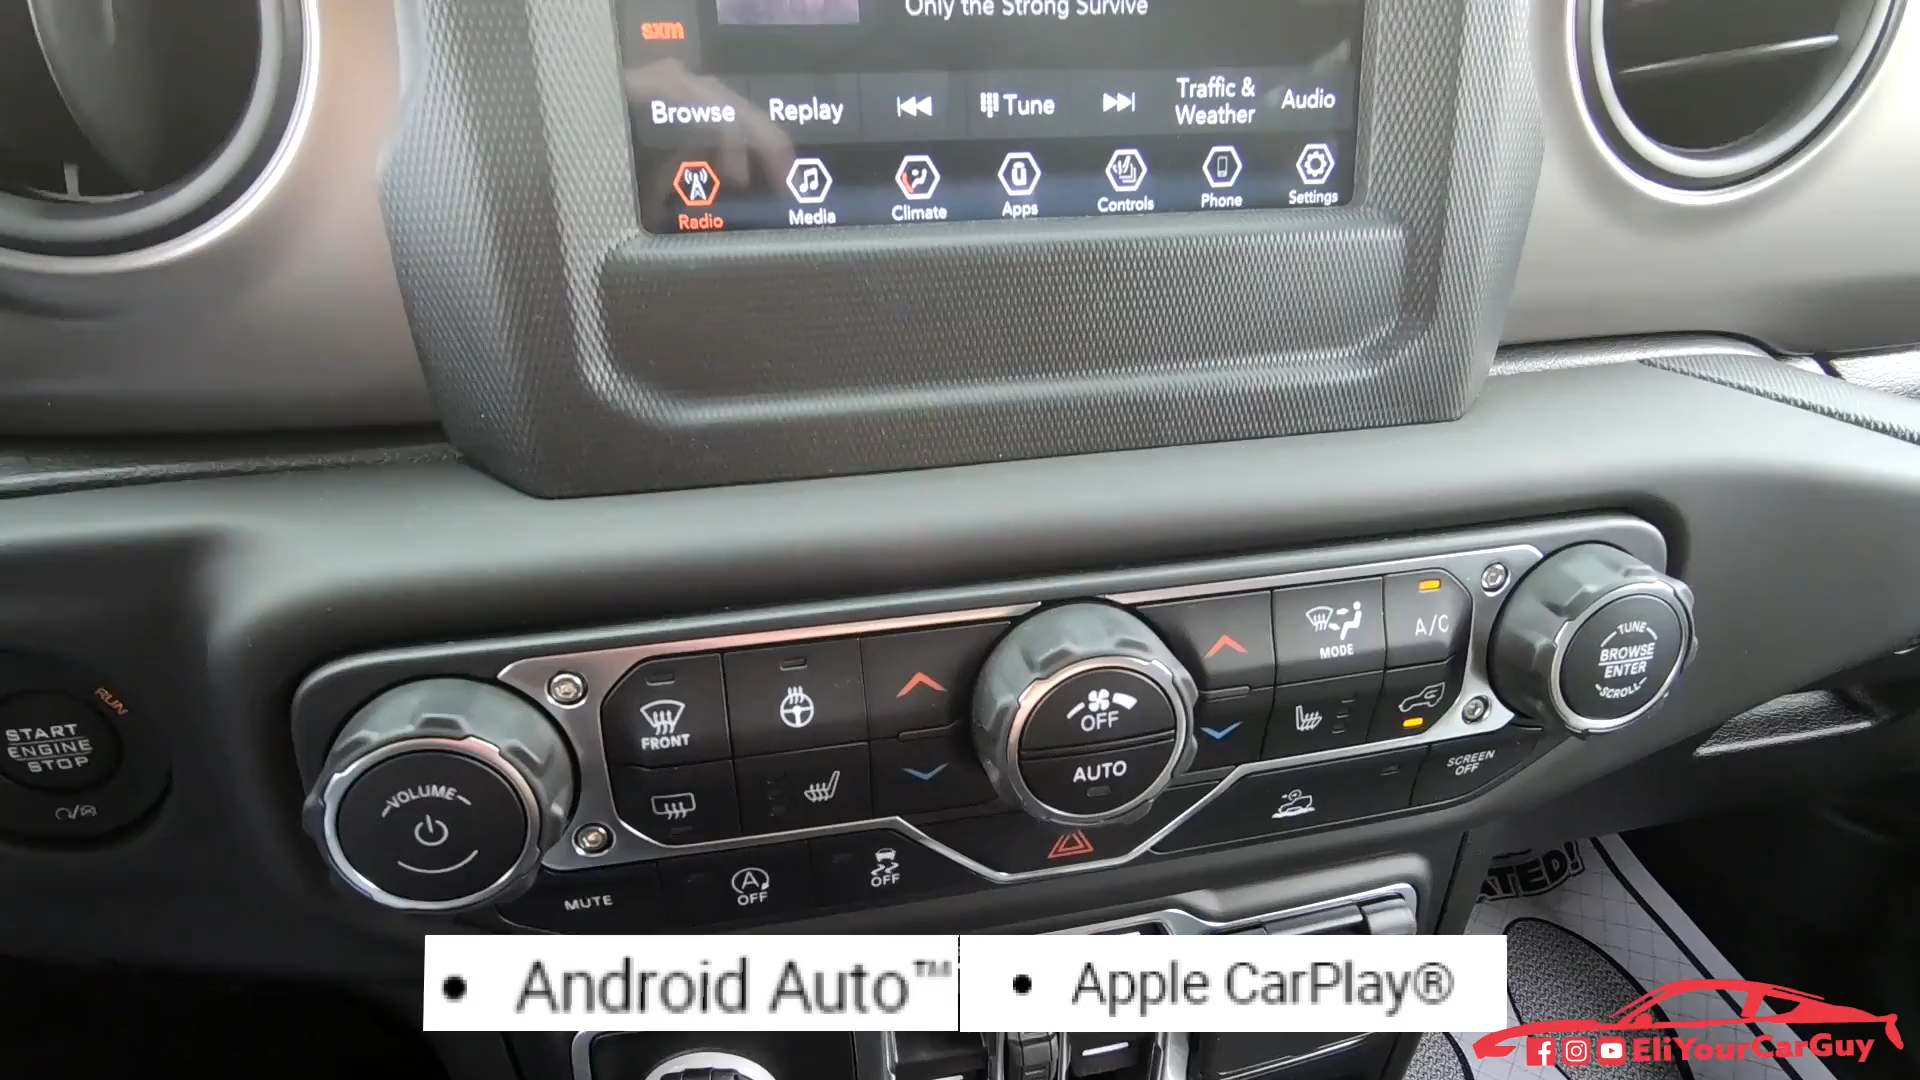 Only the Strong Survive
sxm
Browse
Replay
Tune
Traffic &
Weather
Audio
Radio
Media
Climate
Apps
Controls
Phone
Settings
START
ENGINE
STOP
RUN
VOLUME
FRONT
MUTE
A
OFF
OFF
OFF
AUTO
MODE
A/C
SCREEN
OFF
TUNE
BROWSE
ENTER
SCROLL
ATED!
• Android Auto™
• Apple CarPlay®
EliYourCarGuy